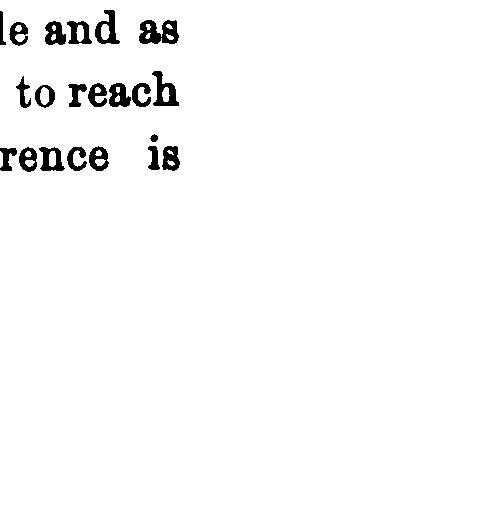 le and as
to reach
rence is